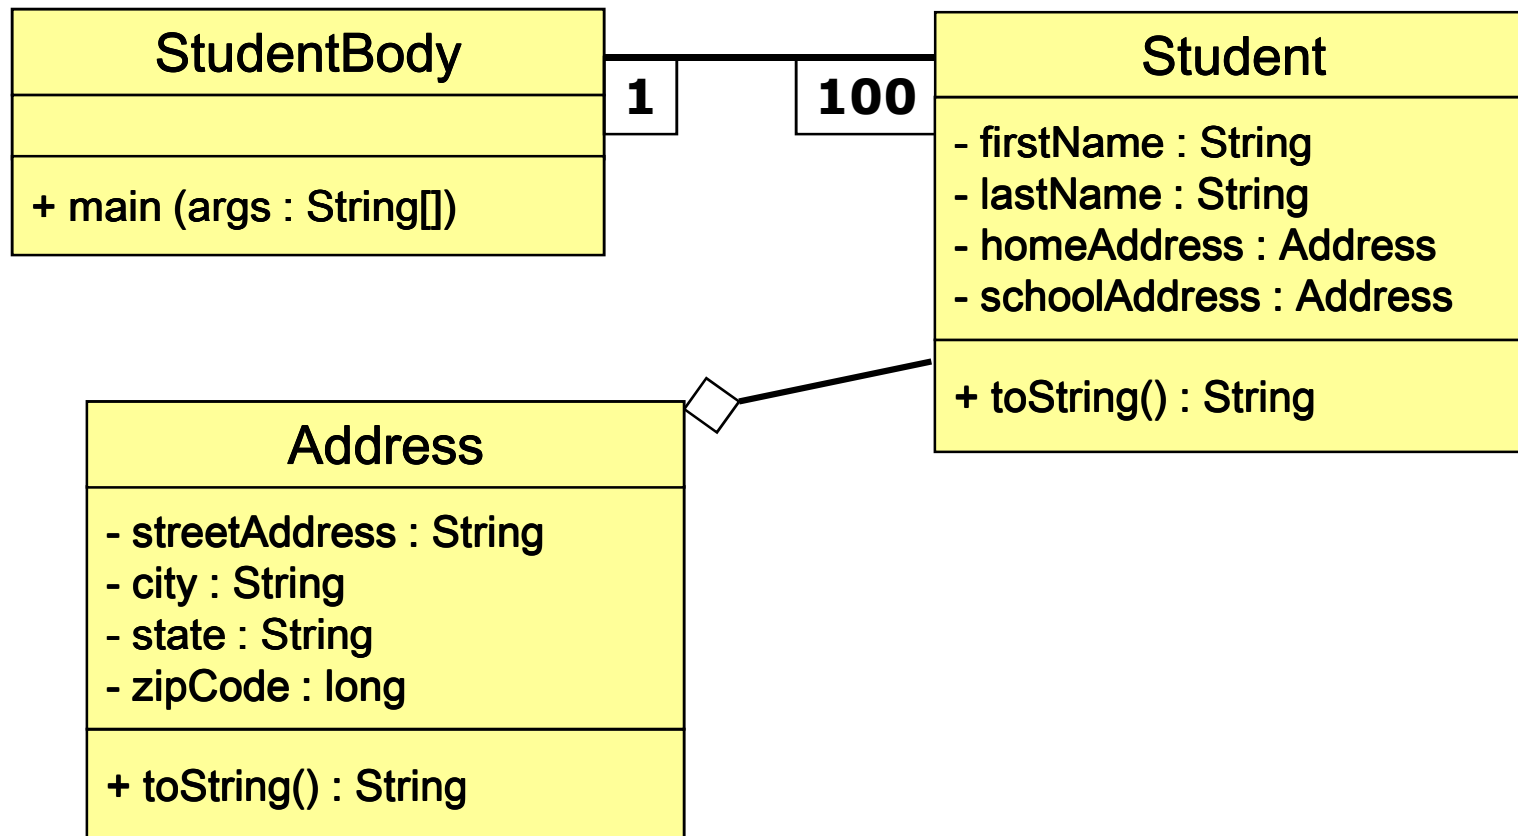 StudentBody
+ main (args : String[])
1
100
Student
- firstName : String
- lastName : String
- homeAddress : Address
- schoolAddress : Address
+ toString() : String
Address
- streetAddress : String
- city : String
- state : String
- zipCode : long
+ toString() : String